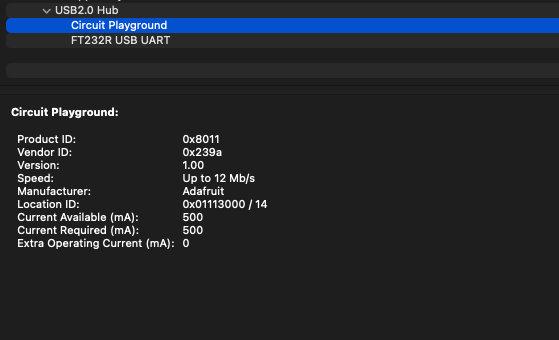 USB2.0 Hub
Circuit Playground
FT232R USB UART
Circuit Playground:
Product ID: 0x8011
Vendor ID: 0x239a
Version: 1.00
Speed: Up to 12 Mb/s
Manufacturer: Adafruit
Location ID: 0x01113000 / 14
Current Available (mA): 500
Current Required (mA): 500
Extra Operating Current (mA): 0